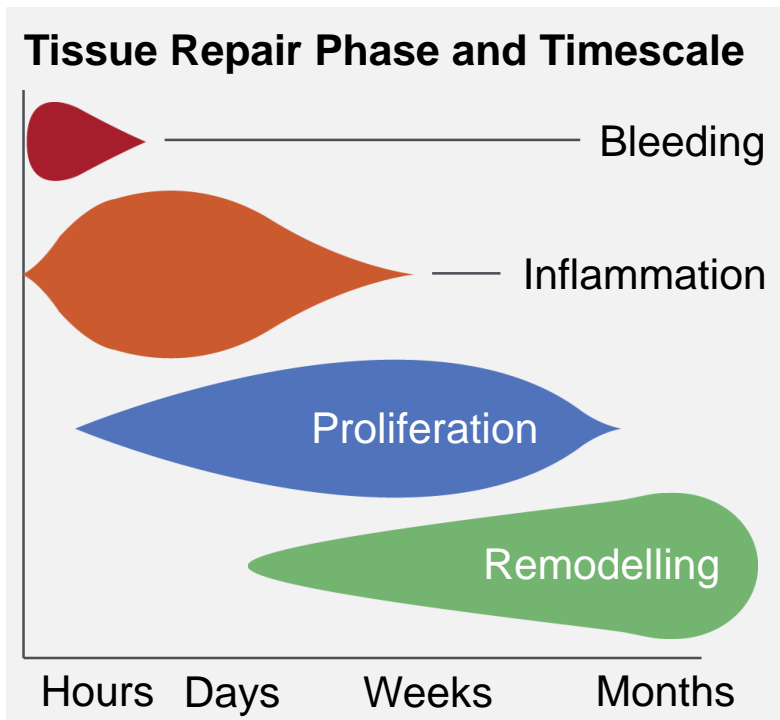 Tissue Repair Phase and Timescale
Bleeding
Inflammation
Proliferation
Remodelling
Hours Days Weeks Months